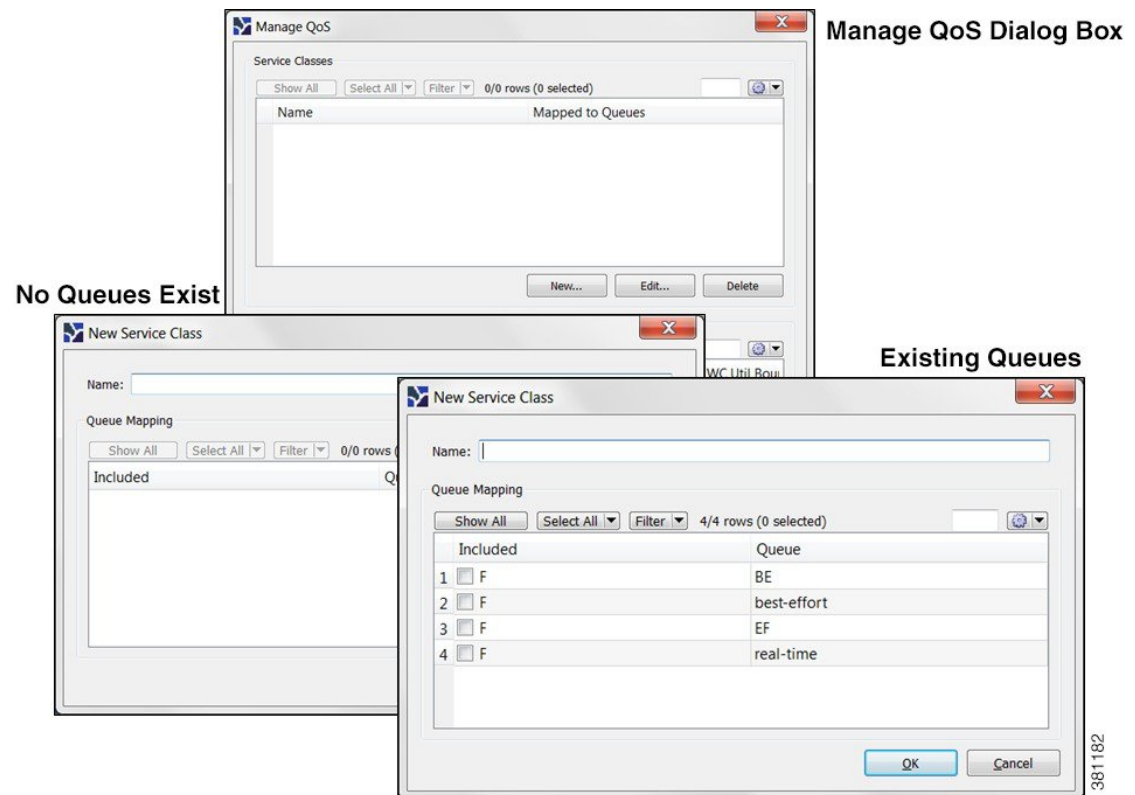 Manage QoS
Manage QoS Dialog Box
Service Classes
Show All Select All Filter 0/0 rows (0 selected)
Name Mapped to Queues
New... Edit... Delete
No Queues Exist
New Service Class
WC Util
Existing Queues
Name:
Queue Mapping
Show All Select All Filter 0/0 rows
Included
New Service Class
Name:
Queue Mapping
Show All Select All Filter 4/4 rows (0 selected)
Included Queue
1 F BE
2 F best-effort
3 F EF
4 F real-time
OK Cancel
381182